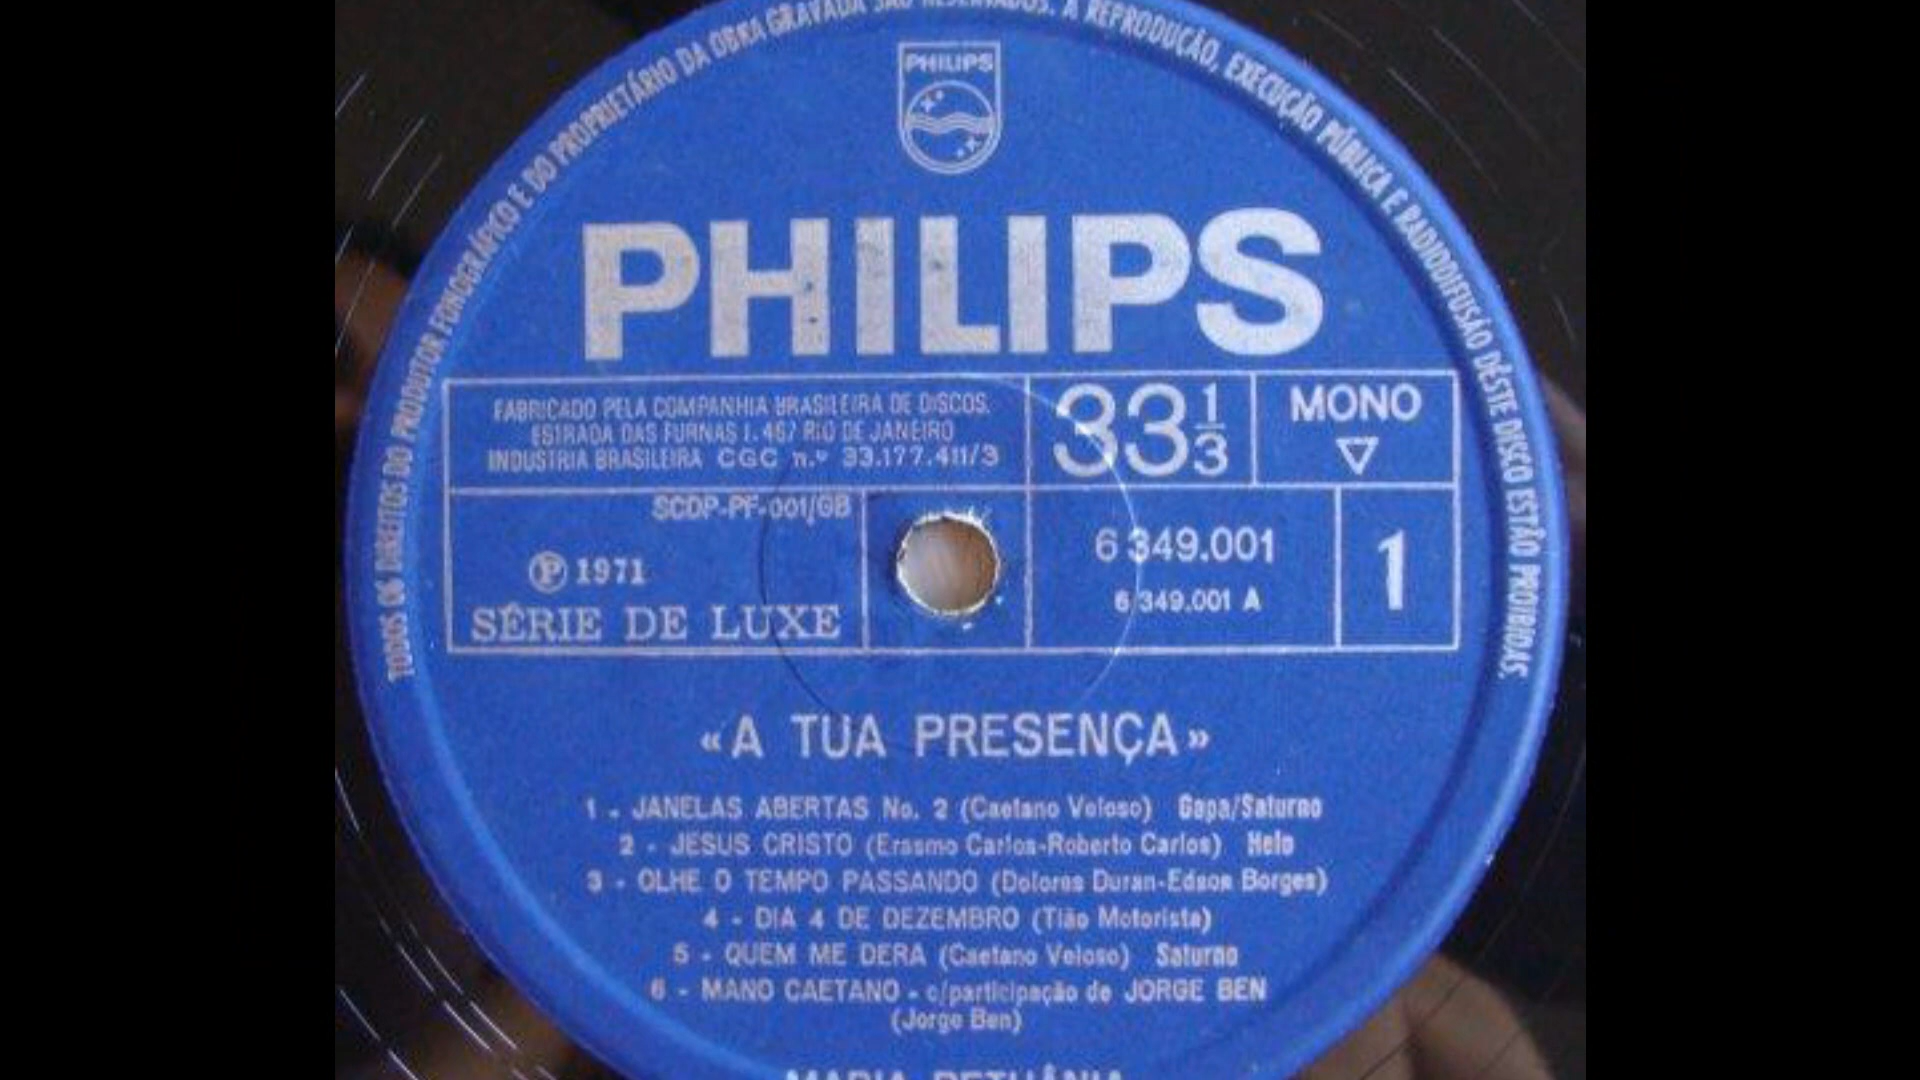 TODOS OS DIREITOS DO PRODUTOR FONOGRÁFICO E DO PROPRIETÁRIO DA OBRA GRAVADA SÃO RESERVADOS. A REPRODUÇÃO, EXECUÇÃO PÚBLICA E RADIODIFUSÃO DÊSTE DISCO ESTÃO PROIBIDAS.
PHILIPS
PHILIPS
FABRICADO PELA COMPANHIA BRASILEIRA DE DISCOS.
ESTRADA DAS FURNAS 1.467 RIO DE JANEIRO
INDUSTRIA BRASILEIRA CGC n.º 33.177.411/3
33 1/3
MONO
SCDP-PF-001/GB
Ⓟ 1971
SÉRIE DE LUXE
6 349.001
6 349.001 A
1
«A TUA PRESENÇA»
1 - JANELAS ABERTAS No. 2 (Caetano Veloso) Gapa/Saturno
2 - JESUS CRISTO (Erasmo Carlos-Roberto Carlos) Helo
3 - OLHE O TEMPO PASSANDO (Dolores Duran-Edson Borges)
4 - DIA 4 DE DEZEMBRO (Tião Motorista)
5 - QUEM ME DERA (Caetano Veloso) Saturno
6 - MANO CAETANO - c/participação de JORGE BEN
(Jorge Ben)
MARIA BETHÂNIA